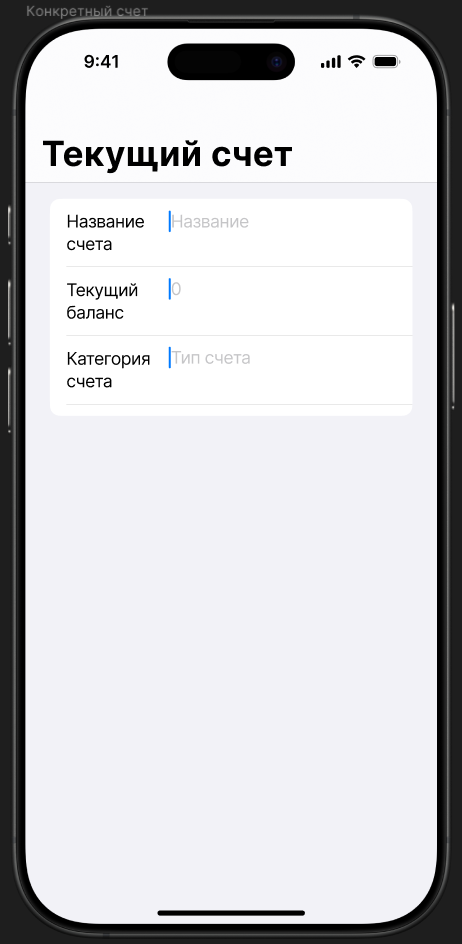 Конкретный счет
9:41
Текущий счет
Название
счета
Название
Текущий
баланс
0
Категория
счета
Тип счета